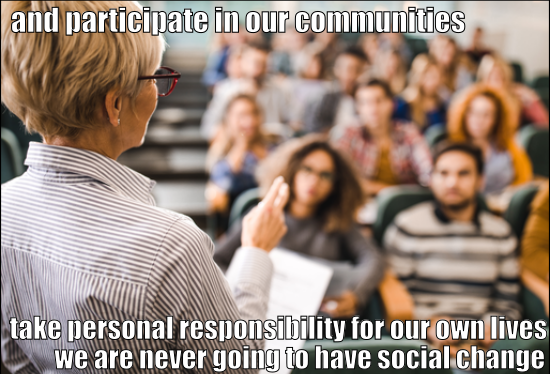 and participate in our communities
take personal responsibility for our own lives
we are never going to have social change